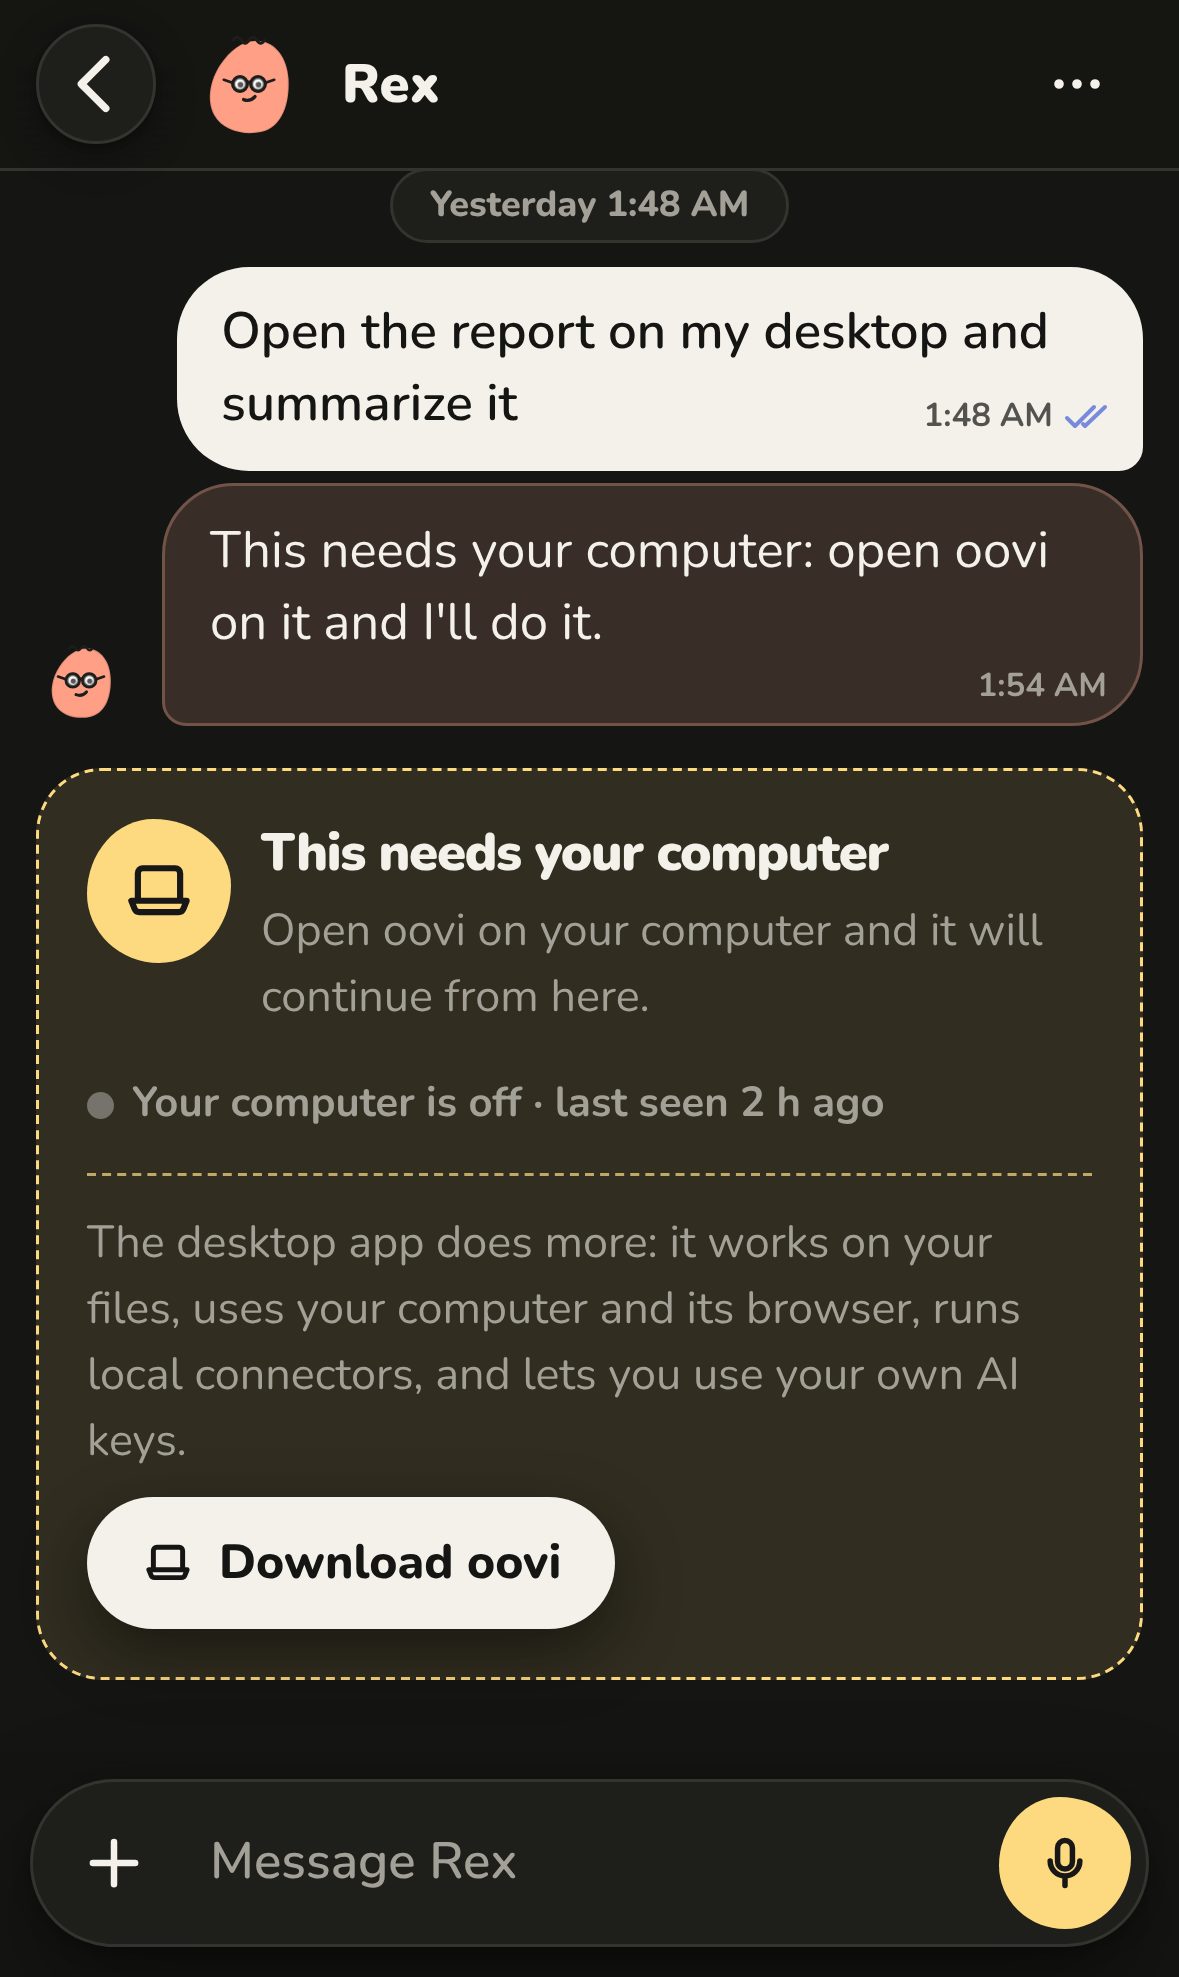 Rex
Yesterday 1:48 AM
Open the report on my desktop and
summarize it
1:48 AM
This needs your computer: open oovi
on it and I'll do it.
1:54 AM
This needs your computer
Open oovi on your computer and it will
continue from here.
Your computer is off · last seen 2 h ago
The desktop app does more: it works on your
files, uses your computer and its browser, runs
local connectors, and lets you use your own AI
keys.
Download oovi
Message Rex